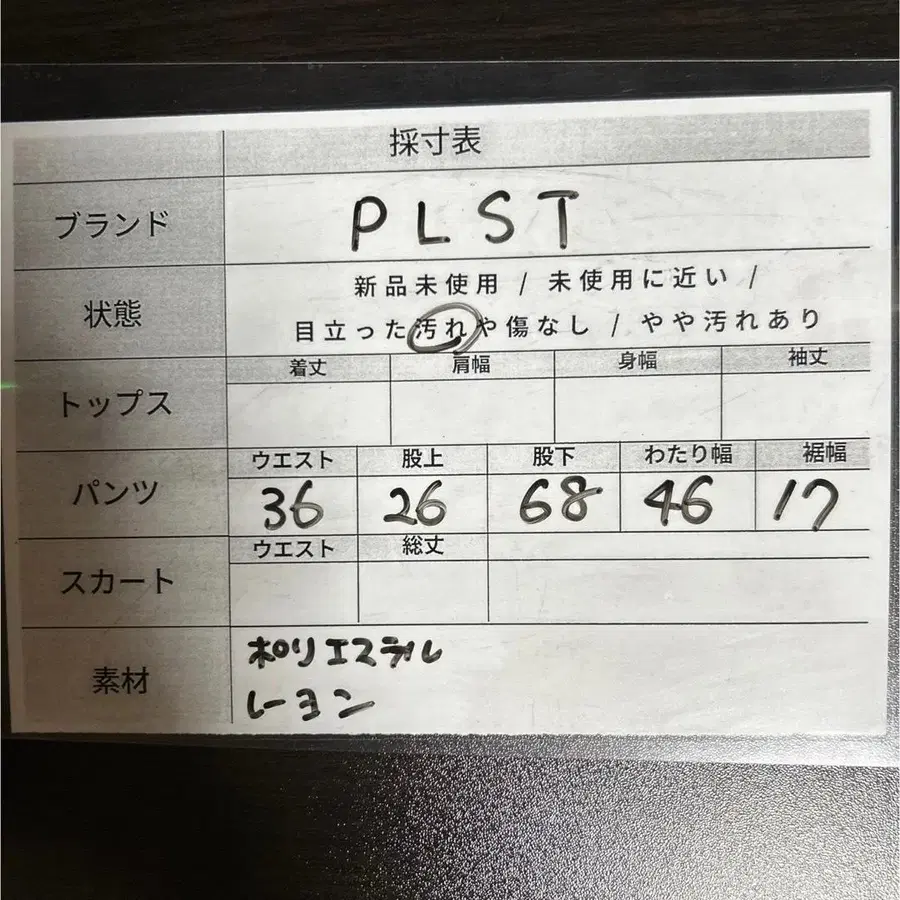 採寸表
ブランド PLST
状態 新品未使用 / 未使用に近い /
目立った汚れや傷なし / やや汚れあり
着丈 肩幅 身幅 袖丈
トップス
ウエスト 股上 股下 わたり幅 裾幅
パンツ 36 26 68 46 17
ウエスト 総丈
スカート
素材 ポリエステル
レーヨン